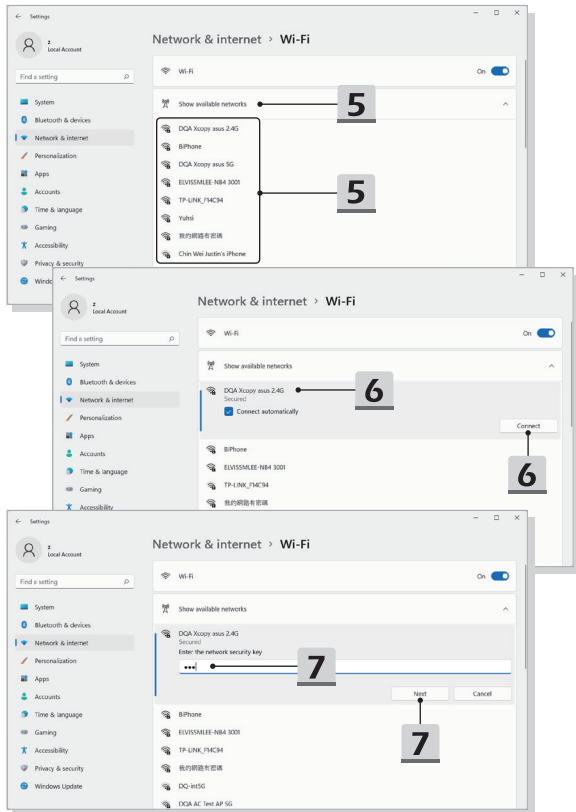 Settings
z
Local Account
Find a setting
System
Bluetooth & devices
Network & internet
Personalization
Apps
Accounts
Time & language
Gaming
Accessibility
Privacy & security
Windo
Network & internet > Wi-Fi
Wi-Fi
On
Show available networks
5
DQA Xcopy asus 2.4G
BiPhone
DQA Xcopy asus 5G
ELVISSMLEE-NB4 3001
TP-LINK_F14C94
Yuhsi
我的網路有密碼
Chin Wei Justin's iPhone
5
Settings
z
Local Account
Find a setting
System
Bluetooth & devices
Network & internet
Personalization
Apps
Accounts
Time & language
Gaming
Accessibility
Network & internet > Wi-Fi
Wi-Fi
On
Show available networks
DQA Xcopy asus 2.4G
6
Secured
Connect automatically
Connect
6
BiPhone
ELVISSMLEE-NB4 3001
TP-LINK_F14C94
我的網路有密碼
Settings
z
Local Account
Find a setting
System
Bluetooth & devices
Network & internet
Personalization
Apps
Accounts
Time & language
Gaming
Accessibility
Privacy & security
Windows Update
Network & internet > Wi-Fi
Wi-Fi
On
Show available networks
DQA Xcopy asus 2.4G
Secured
Enter the network security key
•••
7
Next
Cancel
7
BiPhone
ELVISSMLEE-NB4 3001
TP-LINK_F14C94
我的網路有密碼
DQ-int5G
DQA AC Test AP 5G